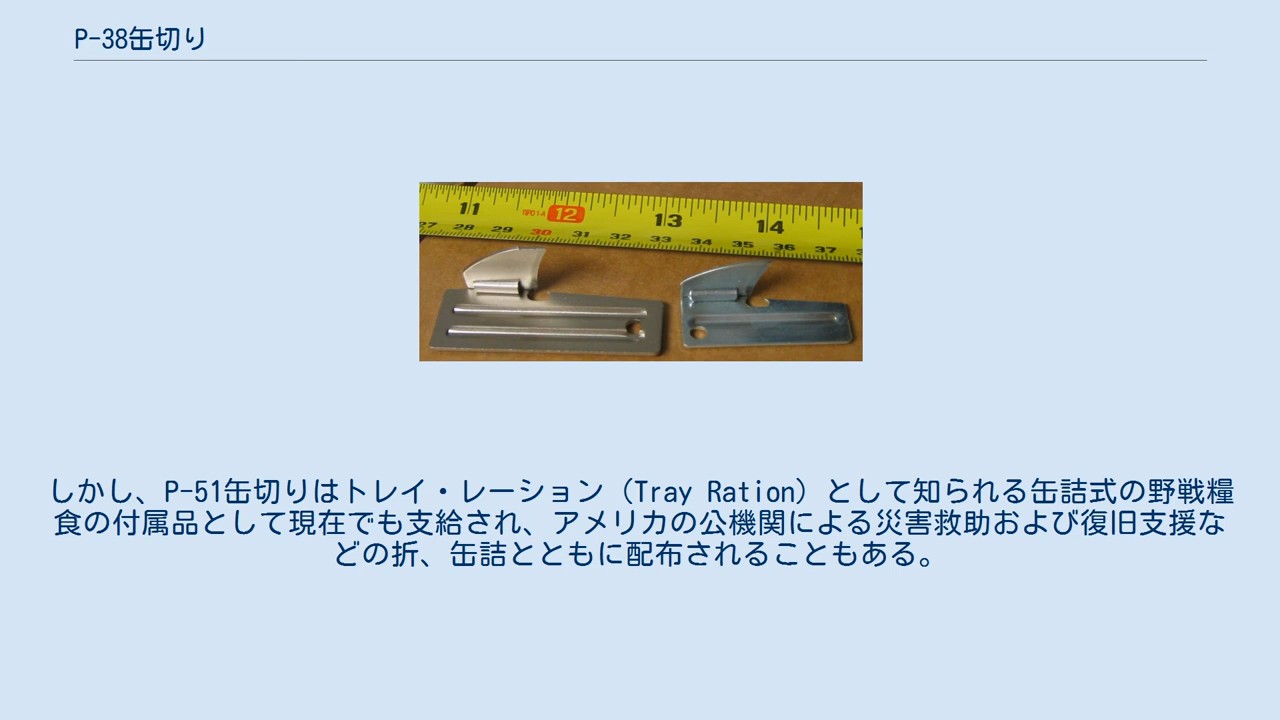 P-38缶切り
11 12 13 14
TIPO 1-A
27 28 29 30 31 32 33 34 35 36 37
しかし、P-51缶切りはトレイ・レーション（Tray Ration）として知られる缶詰式の野戦糧
食の付属品として現在でも支給され、アメリカの公機関による災害救助および復旧支援な
どの折、缶詰とともに配布されることもある。